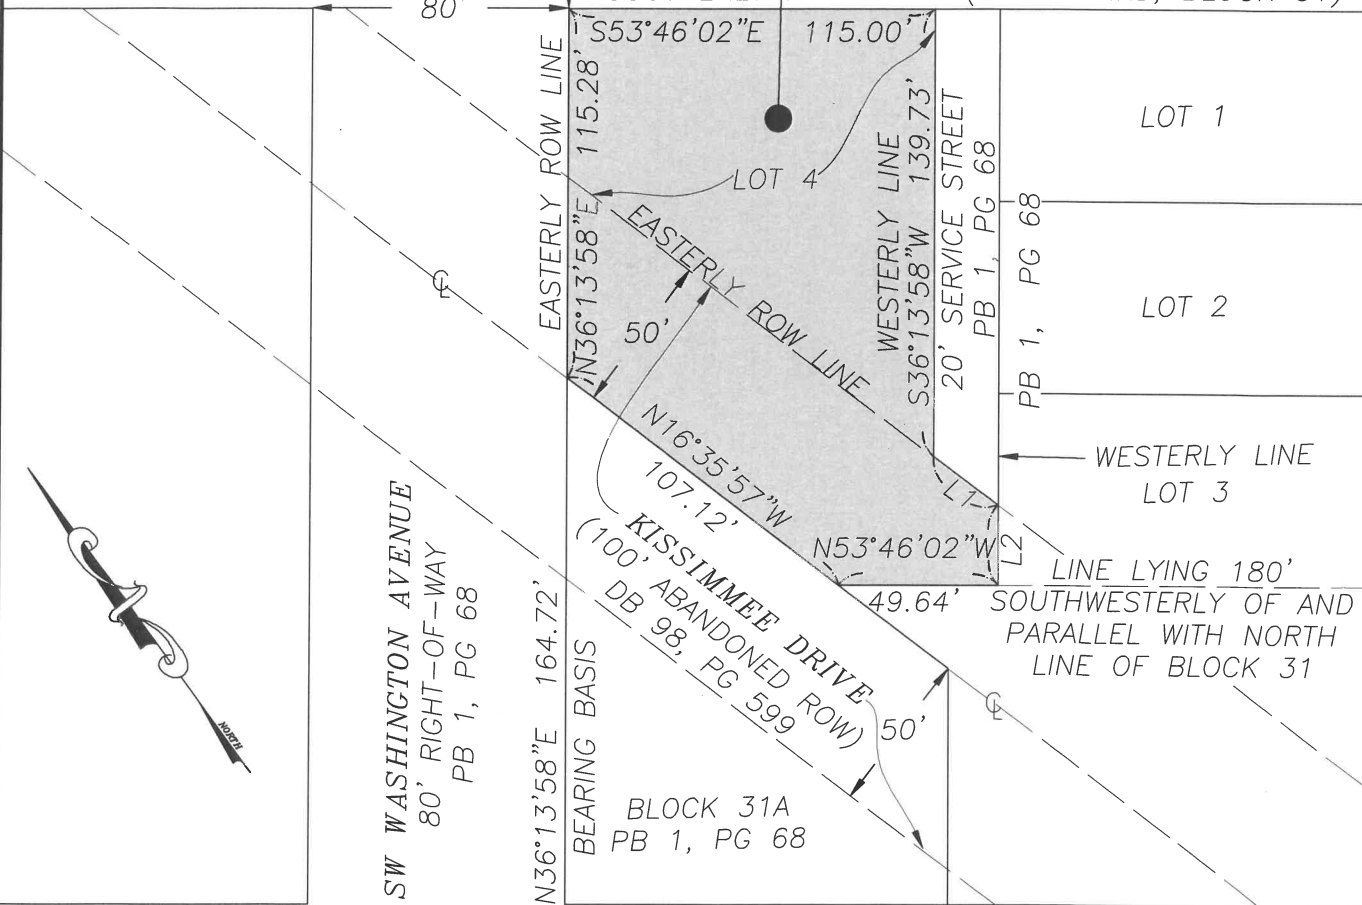 80'
S53°46'02"E 115.00'
EASTERLY ROW LINE
115.28'
N36°13'58"E
LOT 4
EASTERLY ROW LINE
50'
WESTERLY LINE
S36°13'58"W 139.73'
20' SERVICE STREET
PB 1, PG 68
PB 1, PG 68
LOT 1
LOT 2
WESTERLY LINE
LOT 3
CL
N16°35'57"W
107.12'
L1
L2
N53°46'02"W
49.64'
LINE LYING 180'
SOUTHWESTERLY OF AND
PARALLEL WITH NORTH
LINE OF BLOCK 31
KISSIMMEE DRIVE
(100' ABANDONED ROW)
DB 98, PG 599
50'
CL
SW WASHINGTON AVENUE
80' RIGHT-OF-WAY
PB 1, PG 68
N36°13'58"E 164.72'
BEARING BASIS
BLOCK 31A
PB 1, PG 68
NORTH